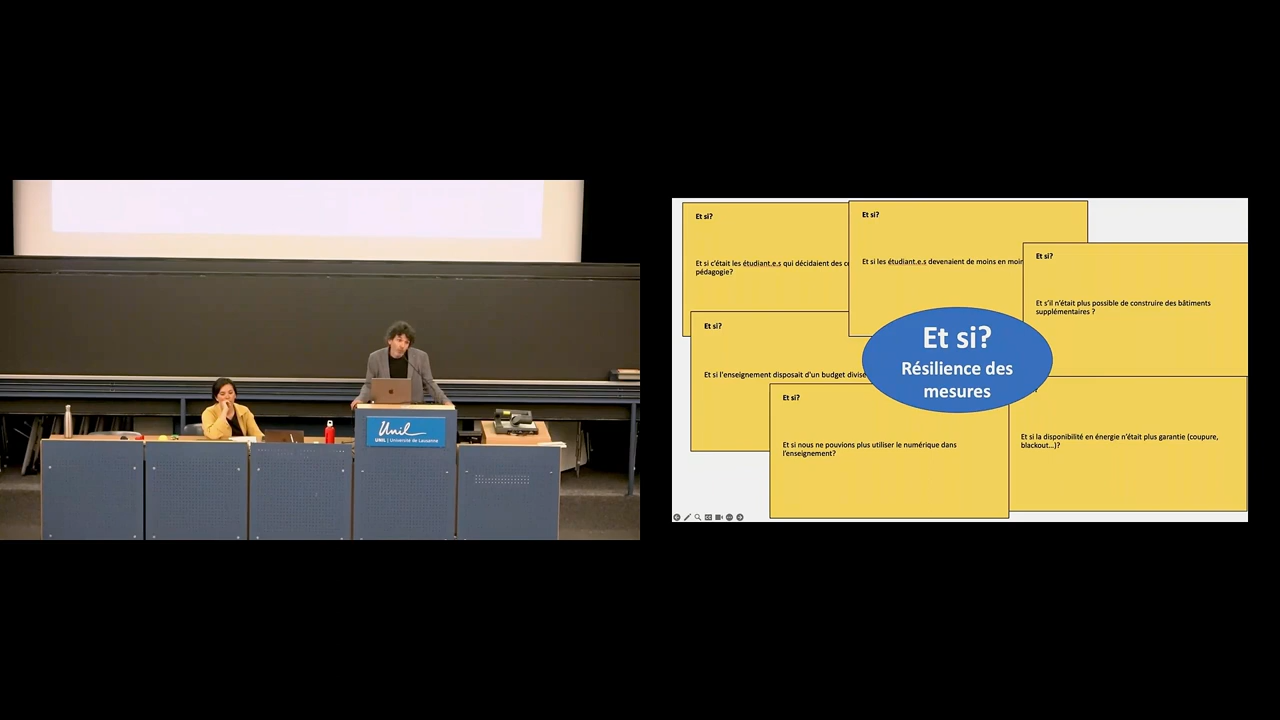 Unil
UNIL | Université de Lausanne
Et si?
Et si c'était les étudiant.e.s qui décidaient des
pédagogie?
Et si?
Et si les étudiant.e.s devenaient de moins en
Et si?
Et s'il n'était plus possible de construire des bâtiments
supplémentaires ?
Et si?
Et si l'enseignement disposait d'un budget
Et si?
Résilience des
mesures
Et si?
Et si nous ne pouvions plus utiliser le numérique dans
l'enseignement?
Et si la disponibilité en énergie n'était plus garantie (coupure,
blackout...)?